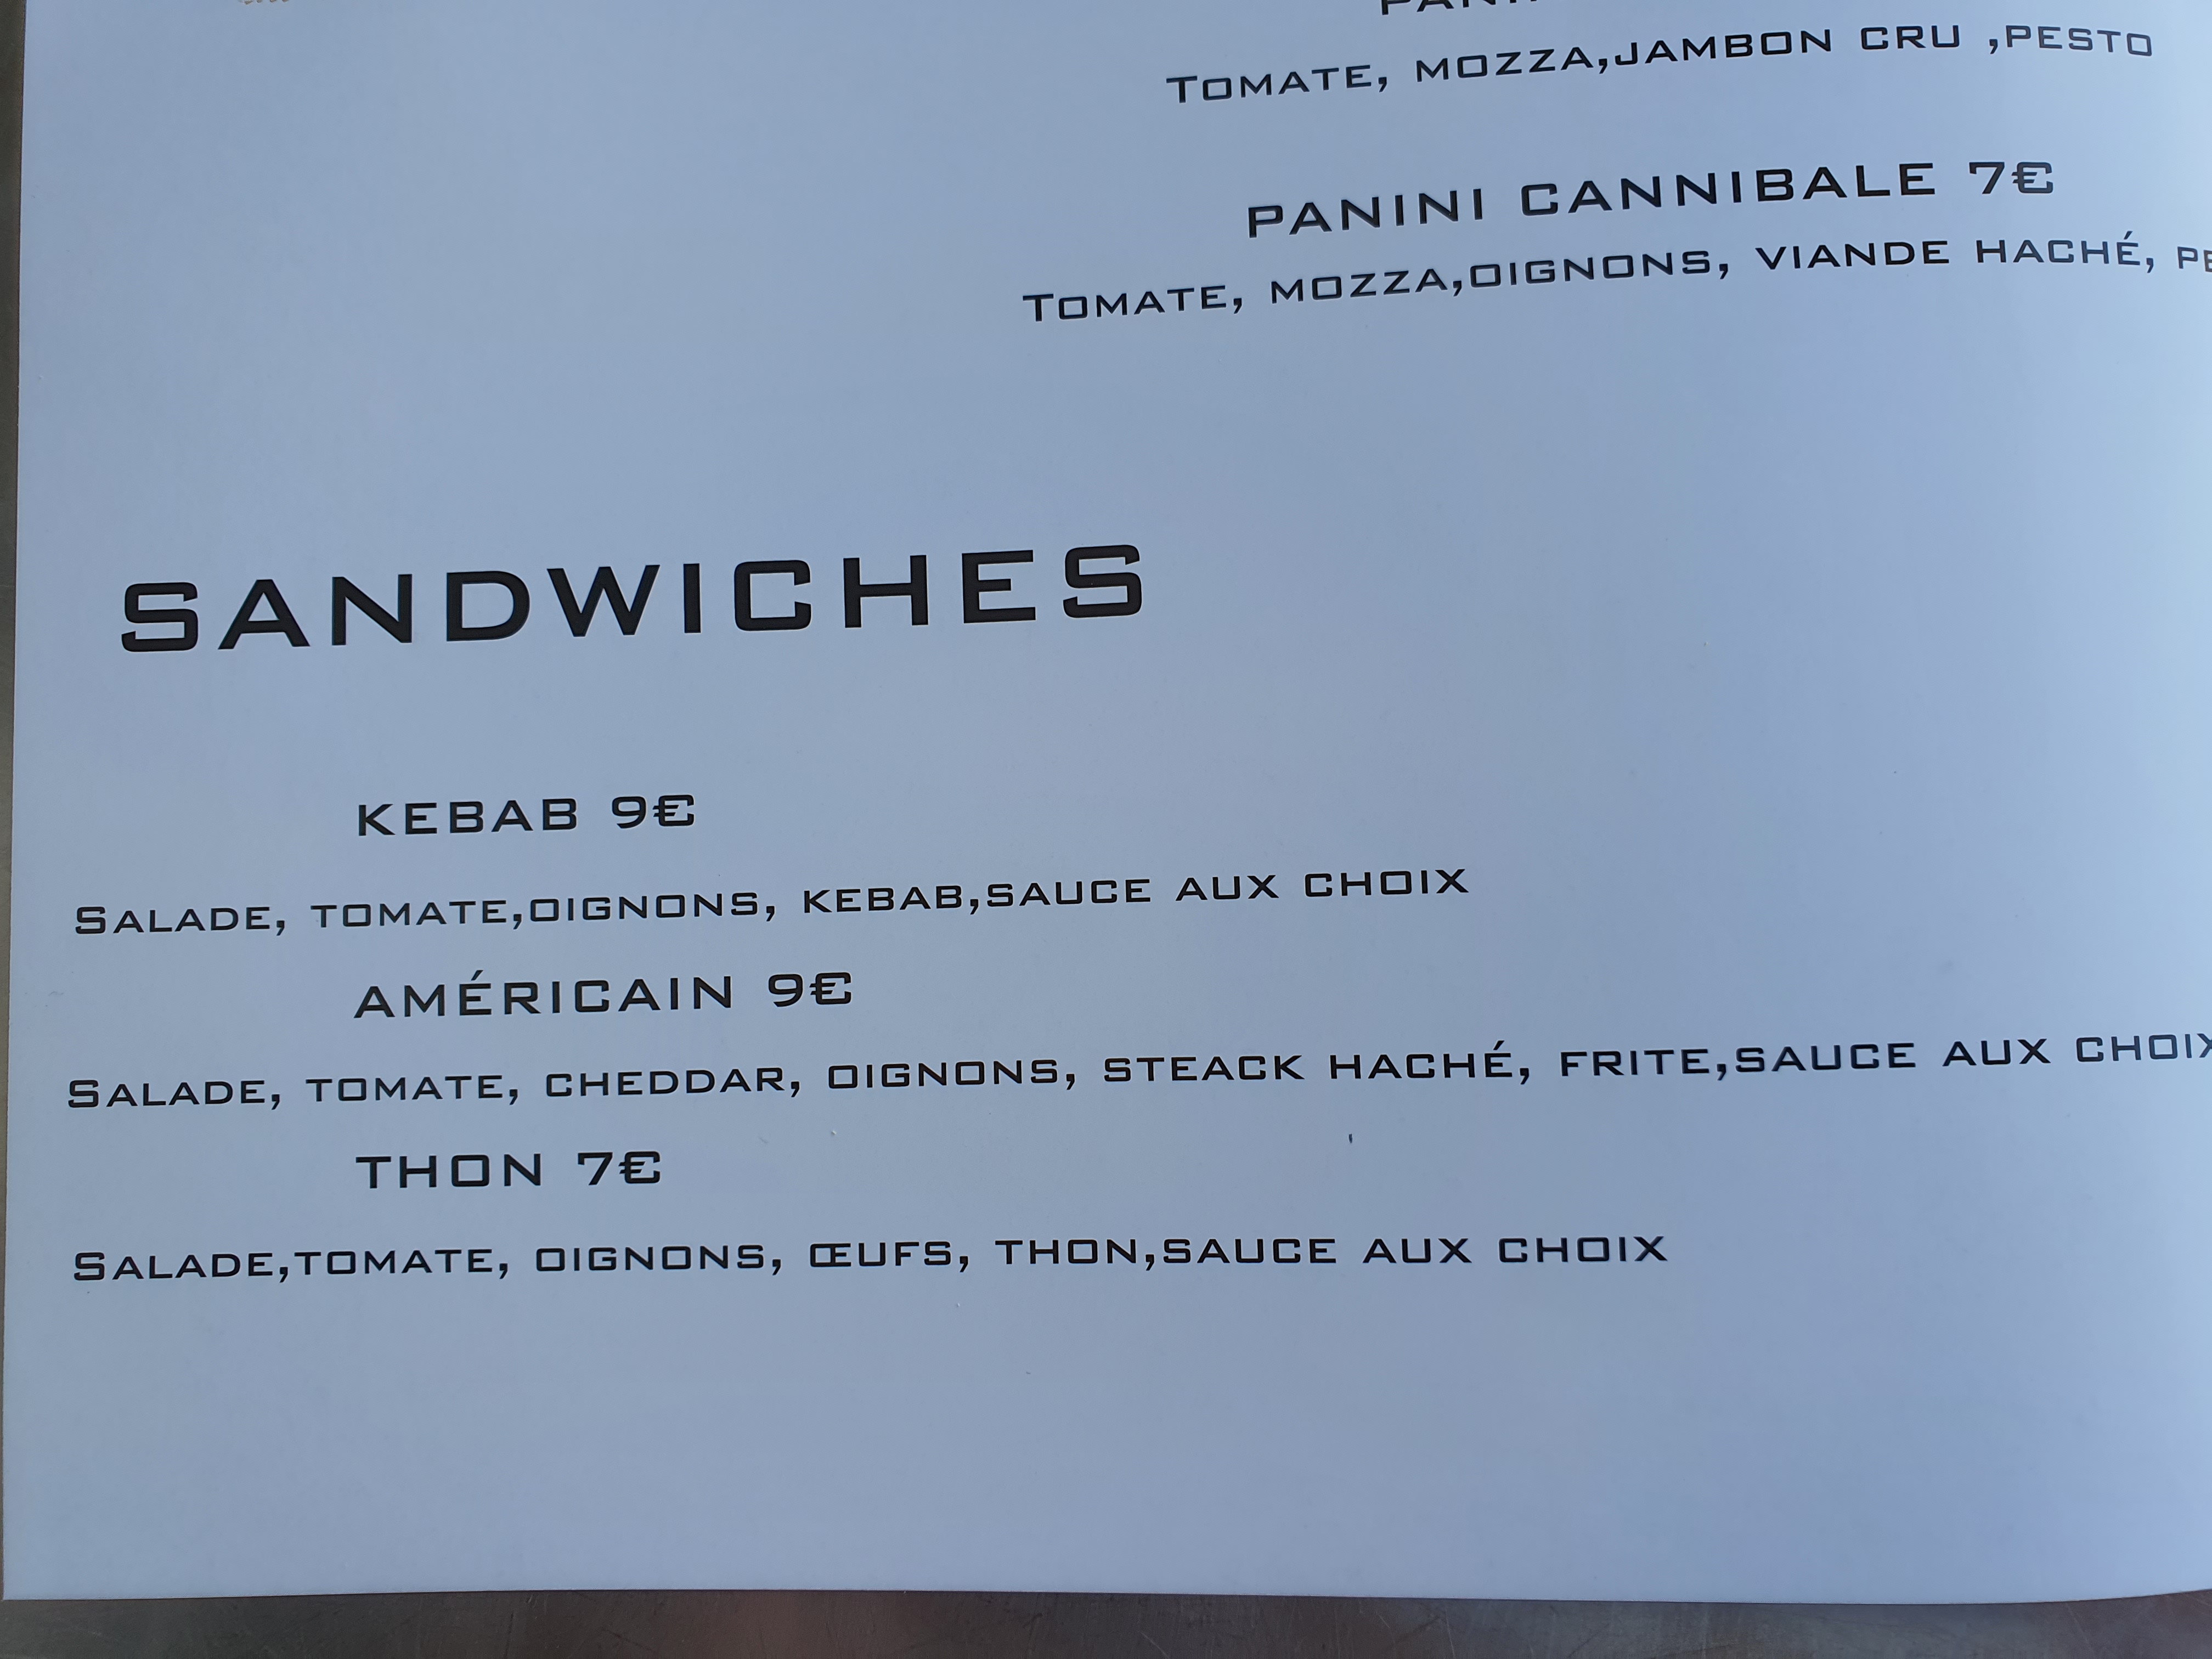 TOMATE, MOZZA,JAMBON CRU ,PESTO
PANINI CANNIBALE 7€
TOMATE, MOZZA,OIGNONS, VIANDE HACHÉ,
SANDWICHES
KEBAB 9€
SALADE, TOMATE,OIGNONS, KEBAB,SAUCE AUX CHOIX
AMÉRICAIN 9€
SALADE, TOMATE, CHEDDAR, OIGNONS, STEACK HACHÉ, FRITE,SAUCE AUX CHOIX
THON 7€
SALADE,TOMATE, OIGNONS, ŒUFS, THON,SAUCE AUX CHOIX